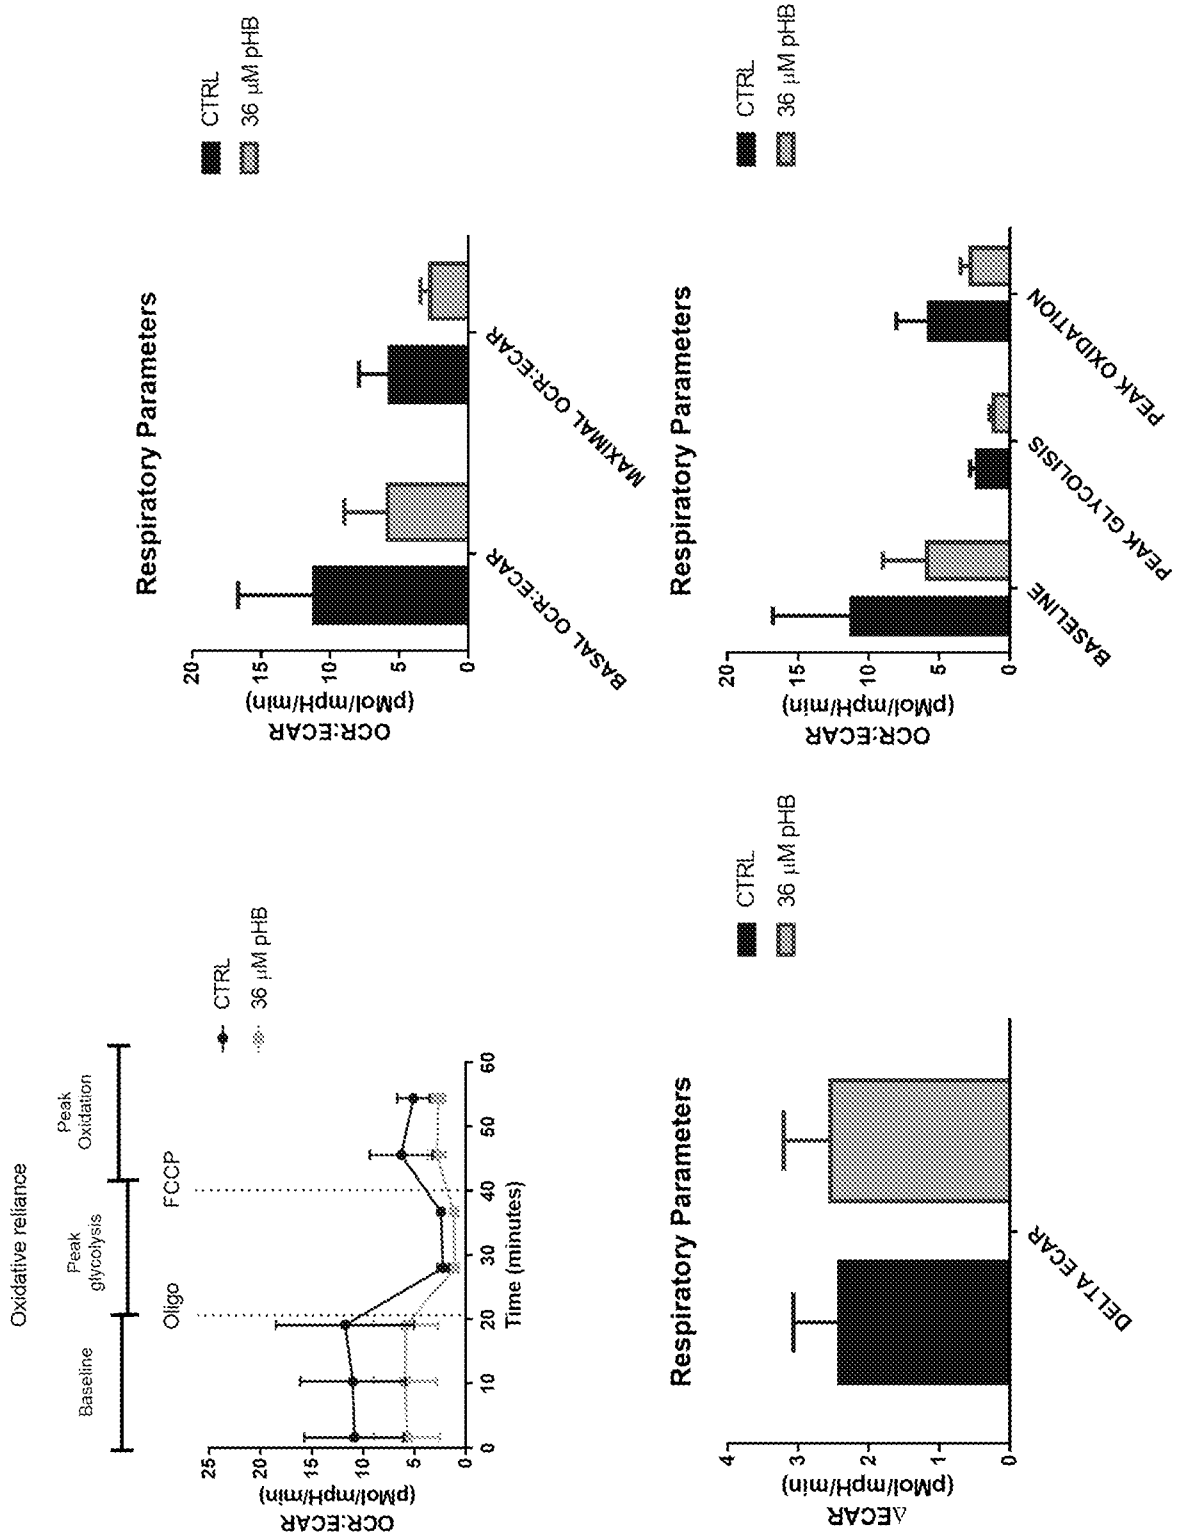 Oxidative reliance
Baseline
Peak
glycolysis
Peak
Oxidation
Oligo
FCCP
OCR:ECAR
(pMol/mpH/min)
25
20
15
10
5
0
0
10
20
30
40
50
60
Time (minutes)
CTRL
36 µM pHB
Respiratory Parameters
OCR:ECAR
(pMol/mpH/min)
20
15
10
5
0
BASAL OCR:ECAR
MAXIMAL OCR:ECAR
CTRL
36 µM pHB
Respiratory Parameters
ΔECAR
(pMol/mpH/min)
4
3
2
1
0
DELTA ECAR
CTRL
36 µM pHB
Respiratory Parameters
OCR:ECAR
(pMol/mpH/min)
20
15
10
5
0
BASELINE
PEAK GLYCOLISIS
PEAK OXIDATION
CTRL
36 µM pHB